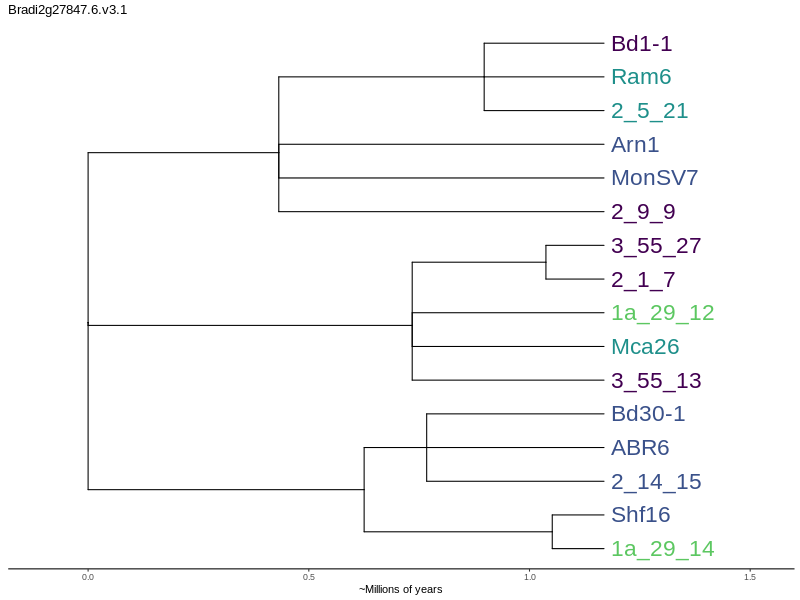 Bradi2g27847.6.v3.1
Bd1-1
Ram6
2_5_21
Arn1
MonSV7
2_9_9
3_55_27
2_1_7
1a_29_12
Mca26
3_55_13
Bd30-1
ABR6
2_14_15
Shf16
1a_29_14
0.0 0.5 1.0 1.5
~Millions of years